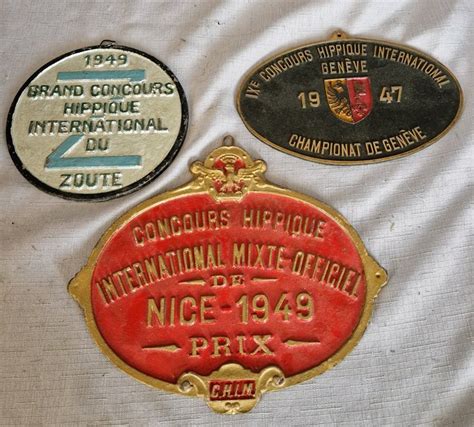 1949
GRAND CONCOURS
HIPPIQUE
INTERNATIONAL
DU
ZOUTE
IXE CONCOURS HIPPIQUE INTERNATIONAL
GENÈVE
19 47
CHAMPIONAT DE GENÈVE
CONCOURS HIPPIQUE
INTERNATIONAL MIXTE-OFFICIEL
DE
NICE-1949
PRIX
C.H.I.M.